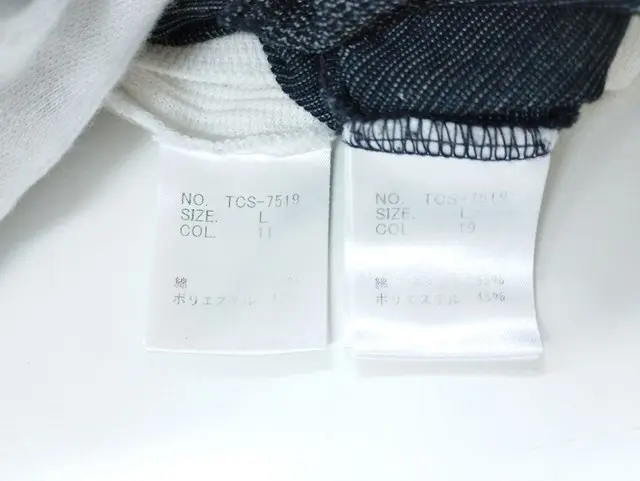 NO. TCS-7519
SIZE. L
COL. 11
綿
ポリエステル
NO. TCS-7519
SIZE. L
COL 19
綿 55%
ポリエステル 45%